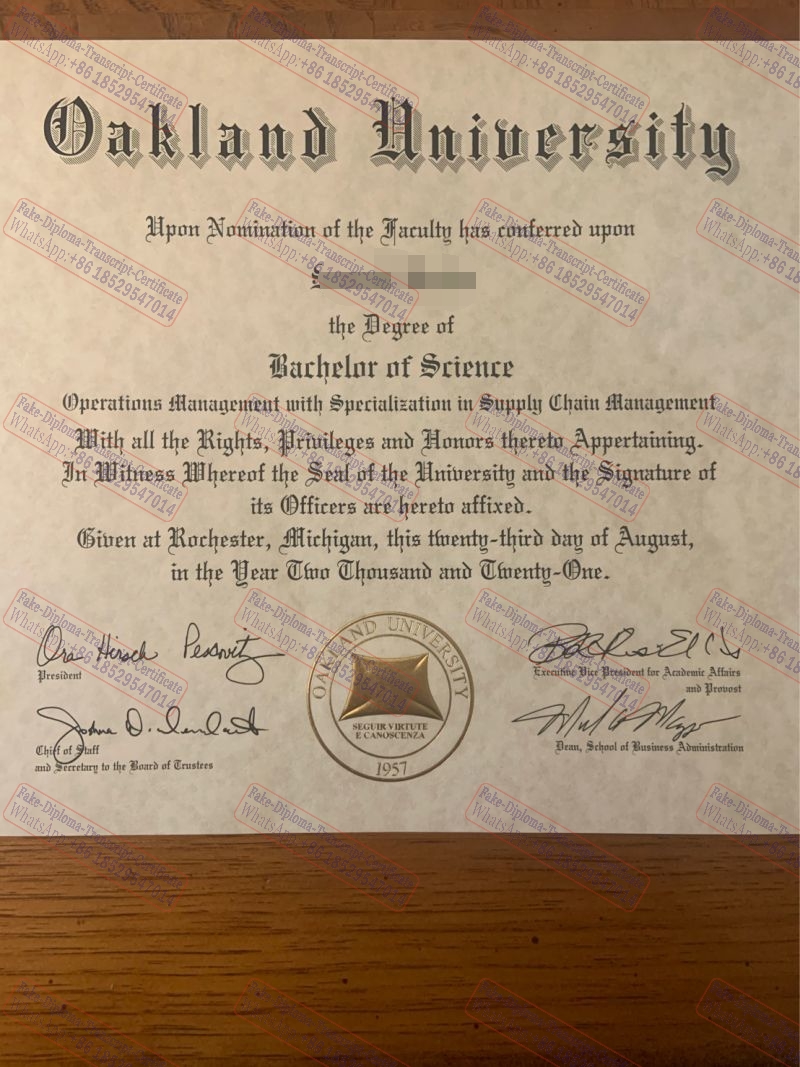 Oakland University
Upon Nomination of the Faculty has conferred upon
the Degree of
Bachelor of Science
Operations Management with Specialization in Supply Chain Management
With all the Rights, Privileges and Honors thereto Appertaining.
In Witness Whereof the Seal of the University and the Signature of
its Officers are hereto affixed.
Given at Rochester, Michigan, this twenty-third day of August,
in the Year Two Thousand and Twenty-One.
President
Executive Vice President for Academic Affairs
and Provost
Chief of Staff
and Secretary to the Board of Trustees
OAKLAND UNIVERSITY
SEGUIR VIRTUTE
E CANOSCENZA
1957
Dean, School of Business Administration
Fake-Diploma-Transcript-Certificate
WhatsApp:+86 18529547014